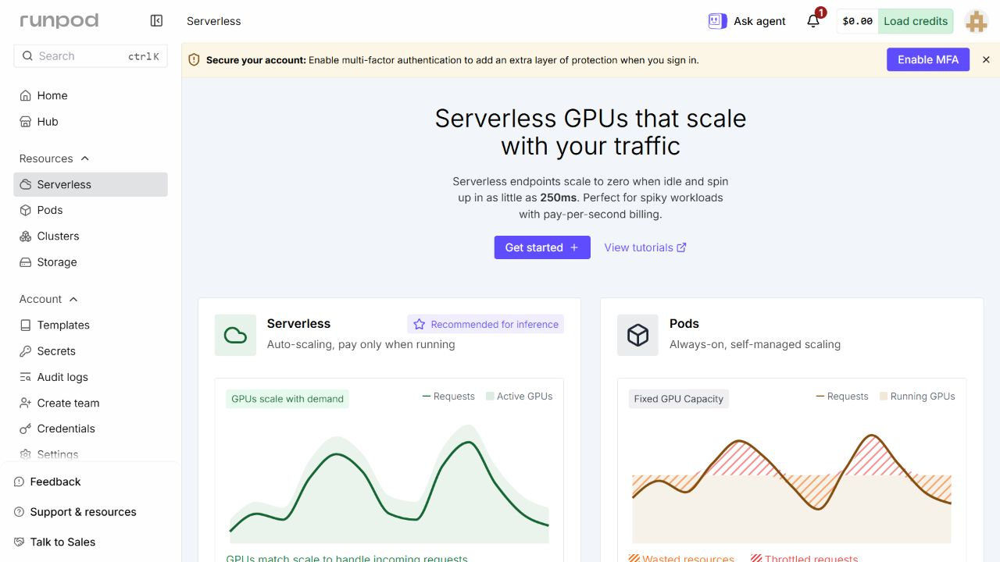 runpod
Serverless
Ask agent
1
$0.00
Load credits
Search
ctrl K
Secure your account: Enable multi-factor authentication to add an extra layer of protection when you sign in.
Enable MFA
Home
Hub
Resources
Serverless
Pods
Clusters
Storage
Account
Templates
Secrets
Audit logs
Create team
Credentials
Settings
Feedback
Support & resources
Talk to Sales
Serverless GPUs that scale
with your traffic
Serverless endpoints scale to zero when idle and spin
up in as little as 250ms. Perfect for spiky workloads
with pay-per-second billing.
Get started
View tutorials
Serverless
Recommended for inference
Auto-scaling, pay only when running
GPUs scale with demand
Requests
Active GPUs
GPUs match scale to handle incoming requests
Pods
Always-on, self-managed scaling
Fixed GPU Capacity
Requests
Running GPUs
Wasted resources
Throttled requests